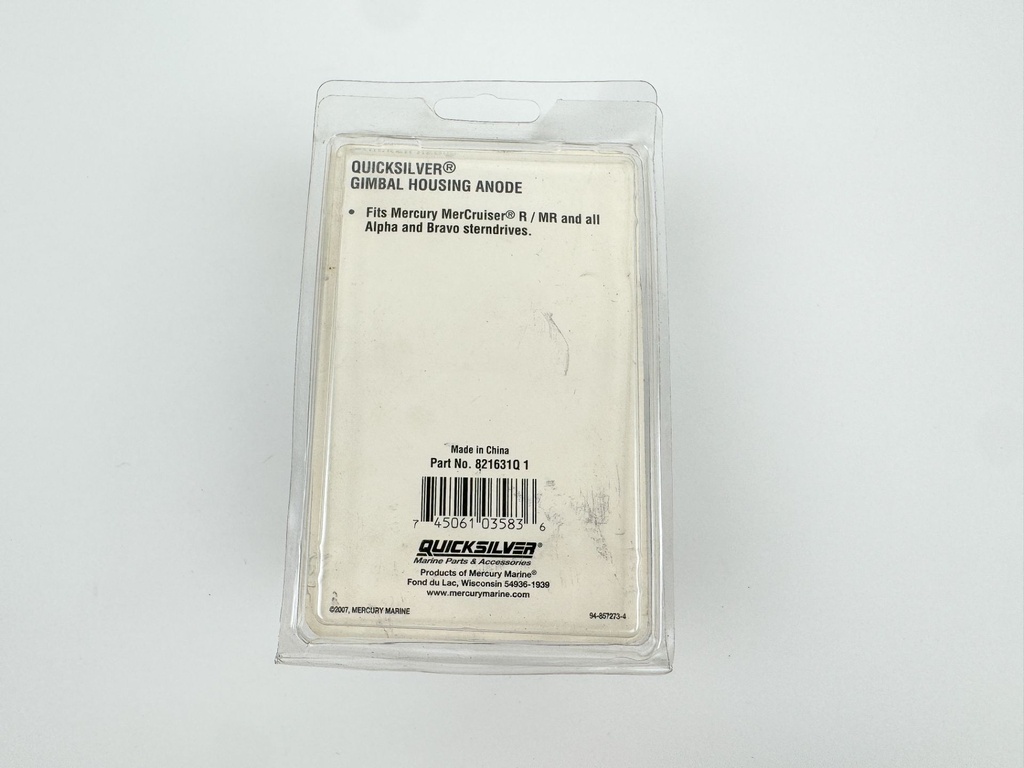 QUICKSILVER®
GIMBAL HOUSING ANODE
• Fits Mercury MerCruiser® R / MR and all
Alpha and Bravo sterndrives.
Made in China
Part No. 821631Q 1
7 45061 03583 6
QUICKSILVER®
Marine Parts & Accessories
Products of Mercury Marine®
Fond du Lac, Wisconsin 54936-1939
www.mercurymarine.com
©2007, MERCURY MARINE
94-857273-4